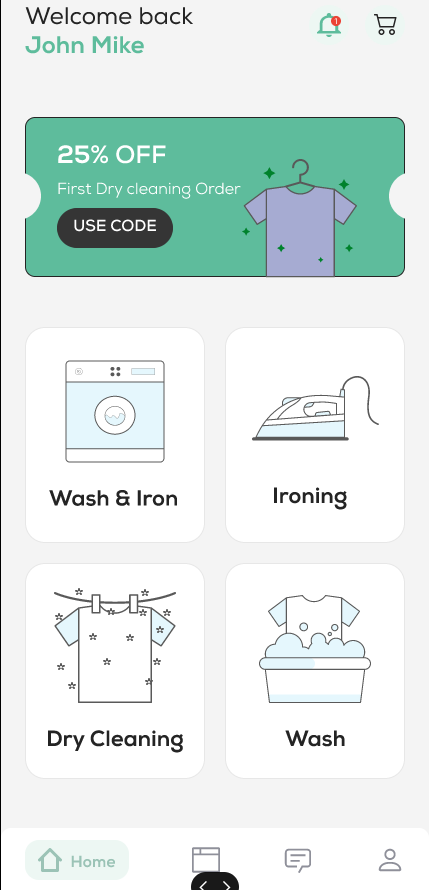 Welcome back
John Mike
1
25% OFF
First Dry cleaning Order
USE CODE
Wash & Iron
Ironing
Dry Cleaning
Wash
Home